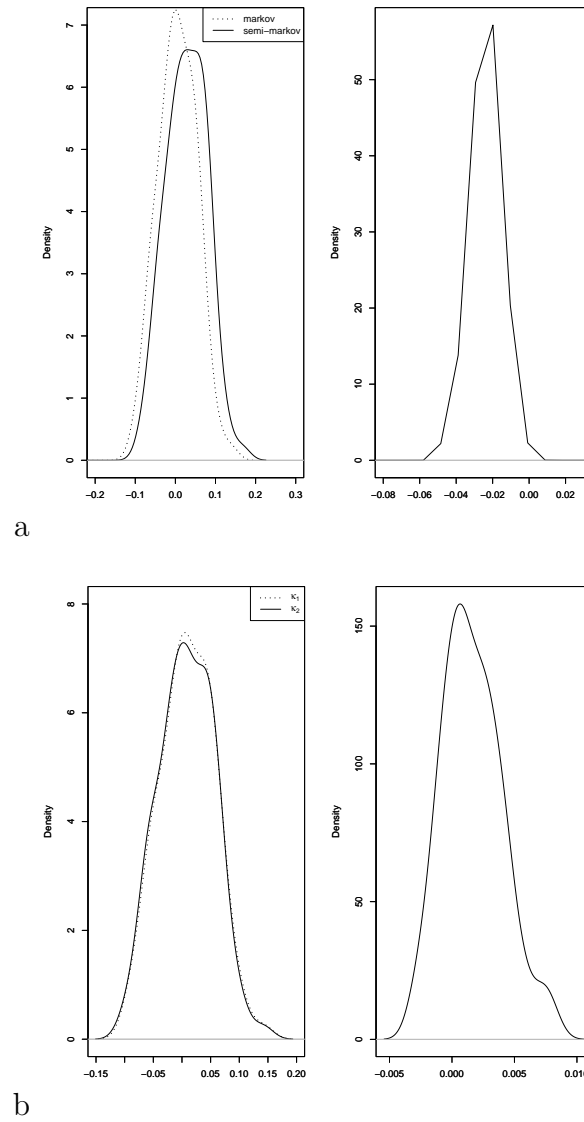 markov
semi-markov
Density
0 1 2 3 4 5 6 7
−0.2 −0.1 0.0 0.1 0.2 0.3
Density
0 10 20 30 40 50
−0.08 −0.06 −0.04 −0.02 0.00 0.02
a
κ1
κ2
Density
0 2 4 6 8
−0.15 −0.05 0.05 0.15 0.20
Density
0 50 100 150
−0.005 0.000 0.005 0.010
b